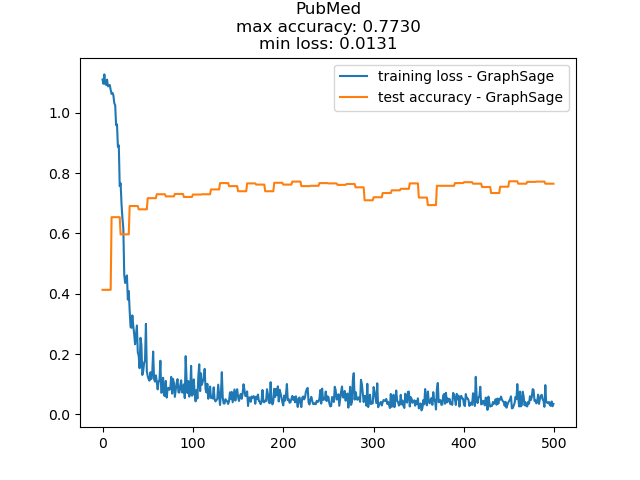 PubMed
max accuracy: 0.7730
min loss: 0.0131
training loss - GraphSage
test accuracy - GraphSage
1.0
0.8
0.6
0.4
0.2
0.0
0 100 200 300 400 500